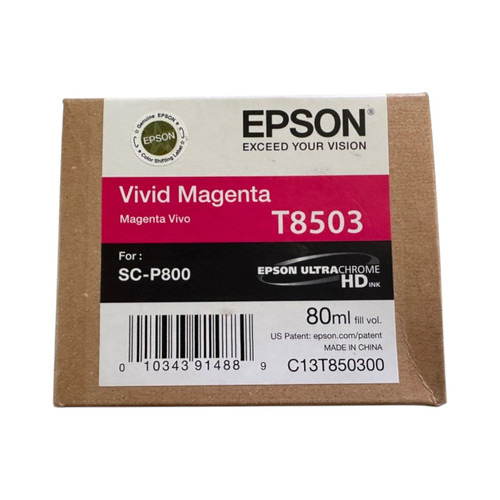 Genuine EPSON
EPSON
Color Shifting Label
EPSON®
EXCEED YOUR VISION
Vivid Magenta
Magenta Vivo
T8503
For :
SC-P800
EPSON ULTRACHROME
HD INK
80ml fill vol.
US Patent: epson.com/patent
MADE IN CHINA
0 10343 91488 9
C13T850300